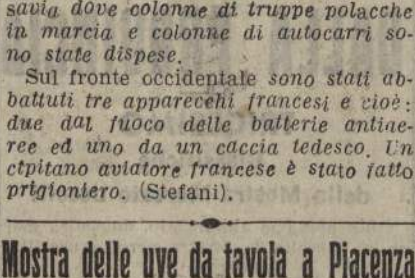 savia dove colonne di truppe polacche
in marcia e colonne di autocarri so-
no state dispese.
Sul fronte occidentale sono stati ab-
battuti tre apparecchi francesi e cioè:
due dal fuoco delle batterie antiae-
ree ed uno da un caccia tedesco. Un
ctpitano aviatore francese è stato fatto
prigioniero. (Stefani).
Mostra delle uve da tavola a Piacenza